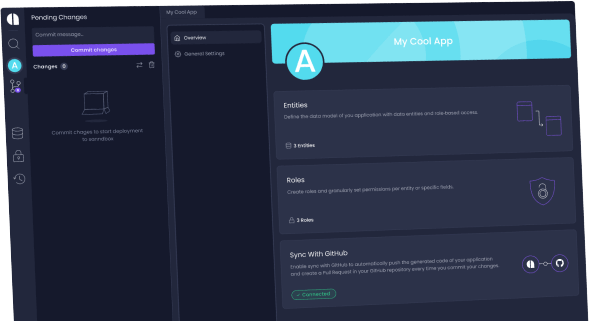 Pending Changes
Commit message...
Commit changes
Changes 0
Commit chages to start deployment
to sanndbox
My Cool App
Overview
General Settings
My Cool App
A
A
Entities
Define the data model of you application with data entities and role-based access
3 Entities
Roles
Create roles and granularly set permissions per entity or specific fields.
3 Roles
Sync With GitHub
Enable sync with GitHub to automatically push the generated code of your application
and create a Pull Request in your GitHub repository every time you commit your changes.
✓ Connected